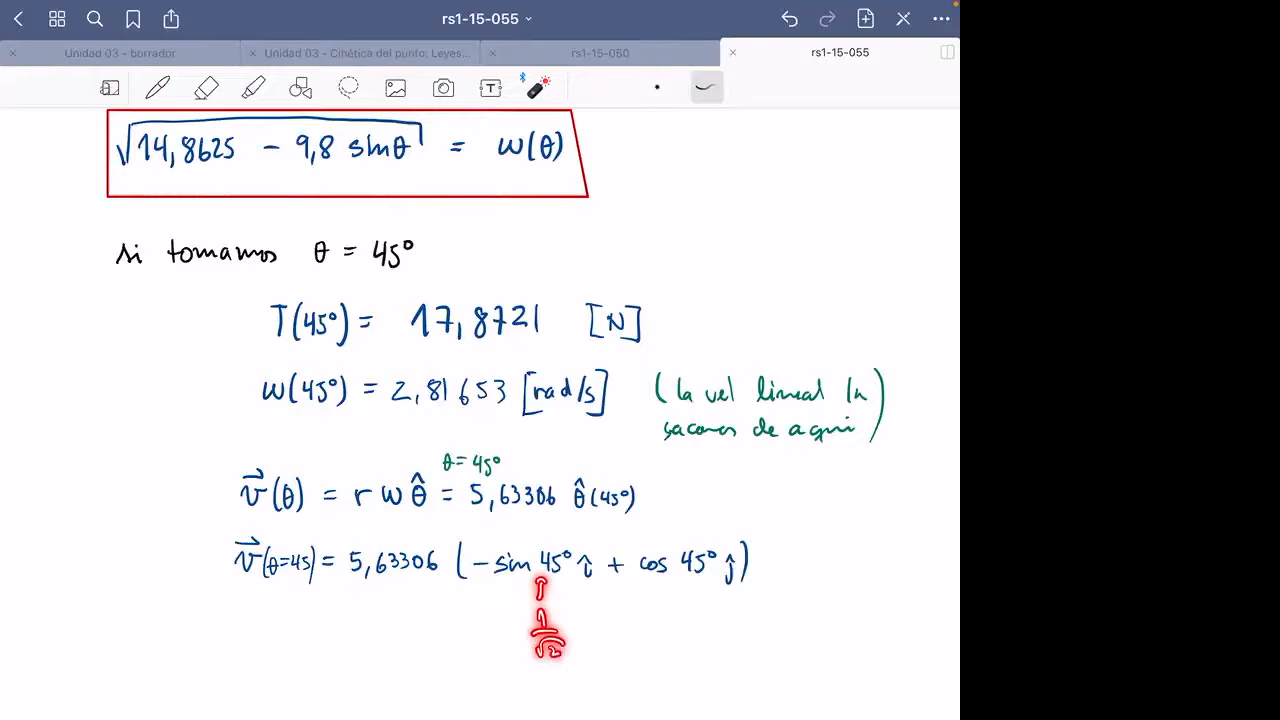 rs1-15-055
Unidad 03 - borrador
Unidad 03 - Cinética del punto: Leyes...
rs1-15-060
rs1-15-055
√14,8625 - 9,8 sinθ = w(θ)
si tomamos θ = 45°
T(45°) = 17,8721 [N]
w(45°) = 2,81653 [rad/s] (la vel lineal la
sacamos de aqui)
θ = 45°
v⃗(θ) = r w θ̂ = 5,63306 θ̂(45°)
v⃗(θ=45) = 5,63306 (- sin 45° î + cos 45° ĵ)
1
√2